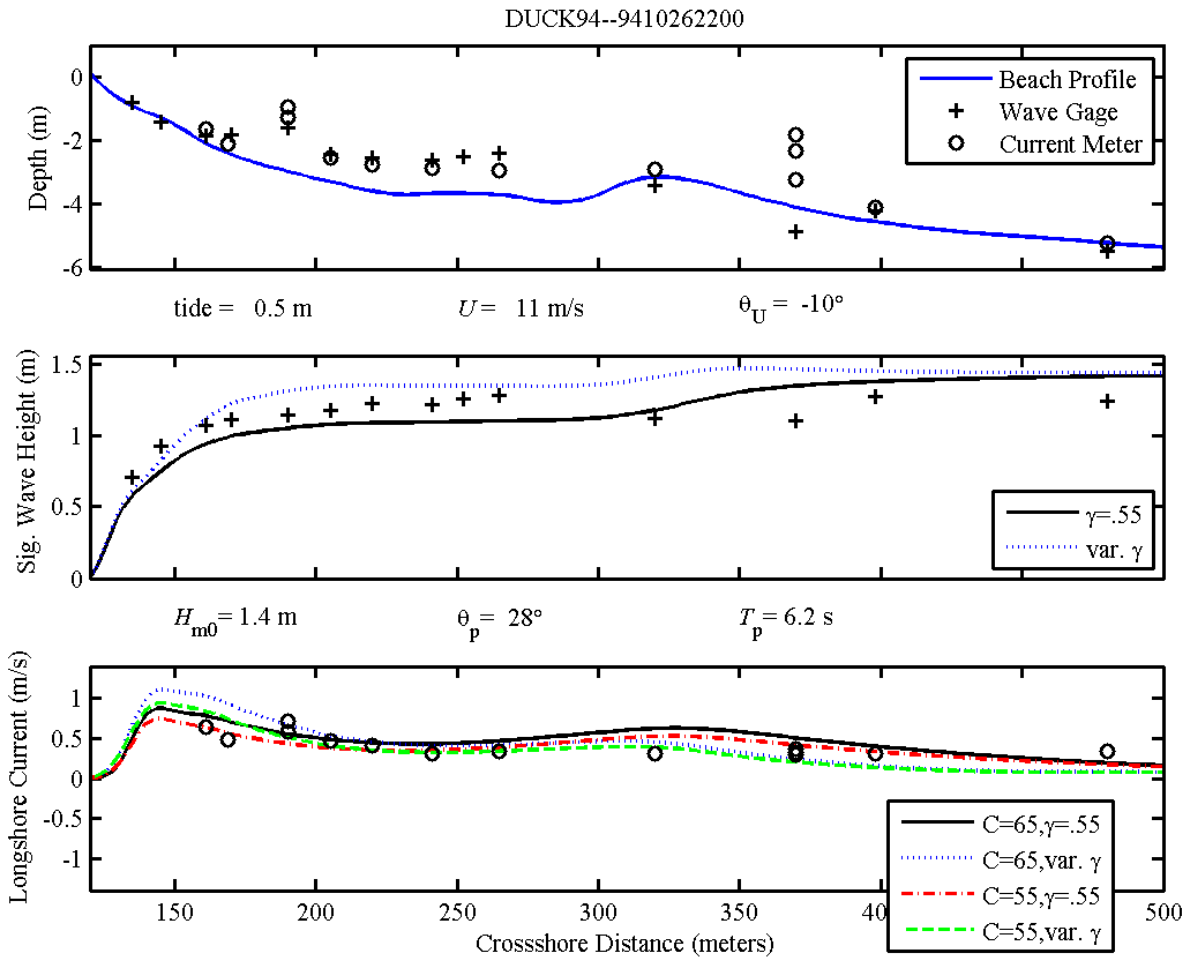 DUCK94--9410262200
0
-2
-4
-6
Depth (m)
Beach Profile
Wave Gage
Current Meter
tide = 0.5 m U = 11 m/s θU = -10°
1.5
1
0.5
0
Sig. Wave Height (m)
γ=.55
var. γ
Hm0= 1.4 m θp= 28° Tp= 6.2 s
1
0.5
0
-0.5
-1
Longshore Current (m/s)
C=65,γ=.55
C=65,var. γ
C=55,γ=.55
C=55,var. γ
150 200 250 300 350 40 500
Crossshore Distance (meters)